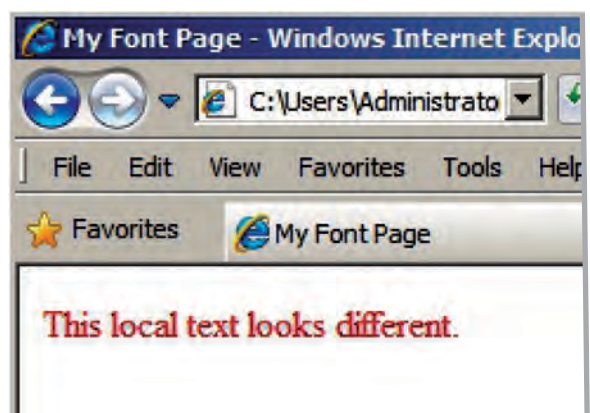 My Font Page - Windows Internet Explo
C:\Users\Administrato
File Edit View Favorites Tools Help
Favorites My Font Page
This local text looks different.